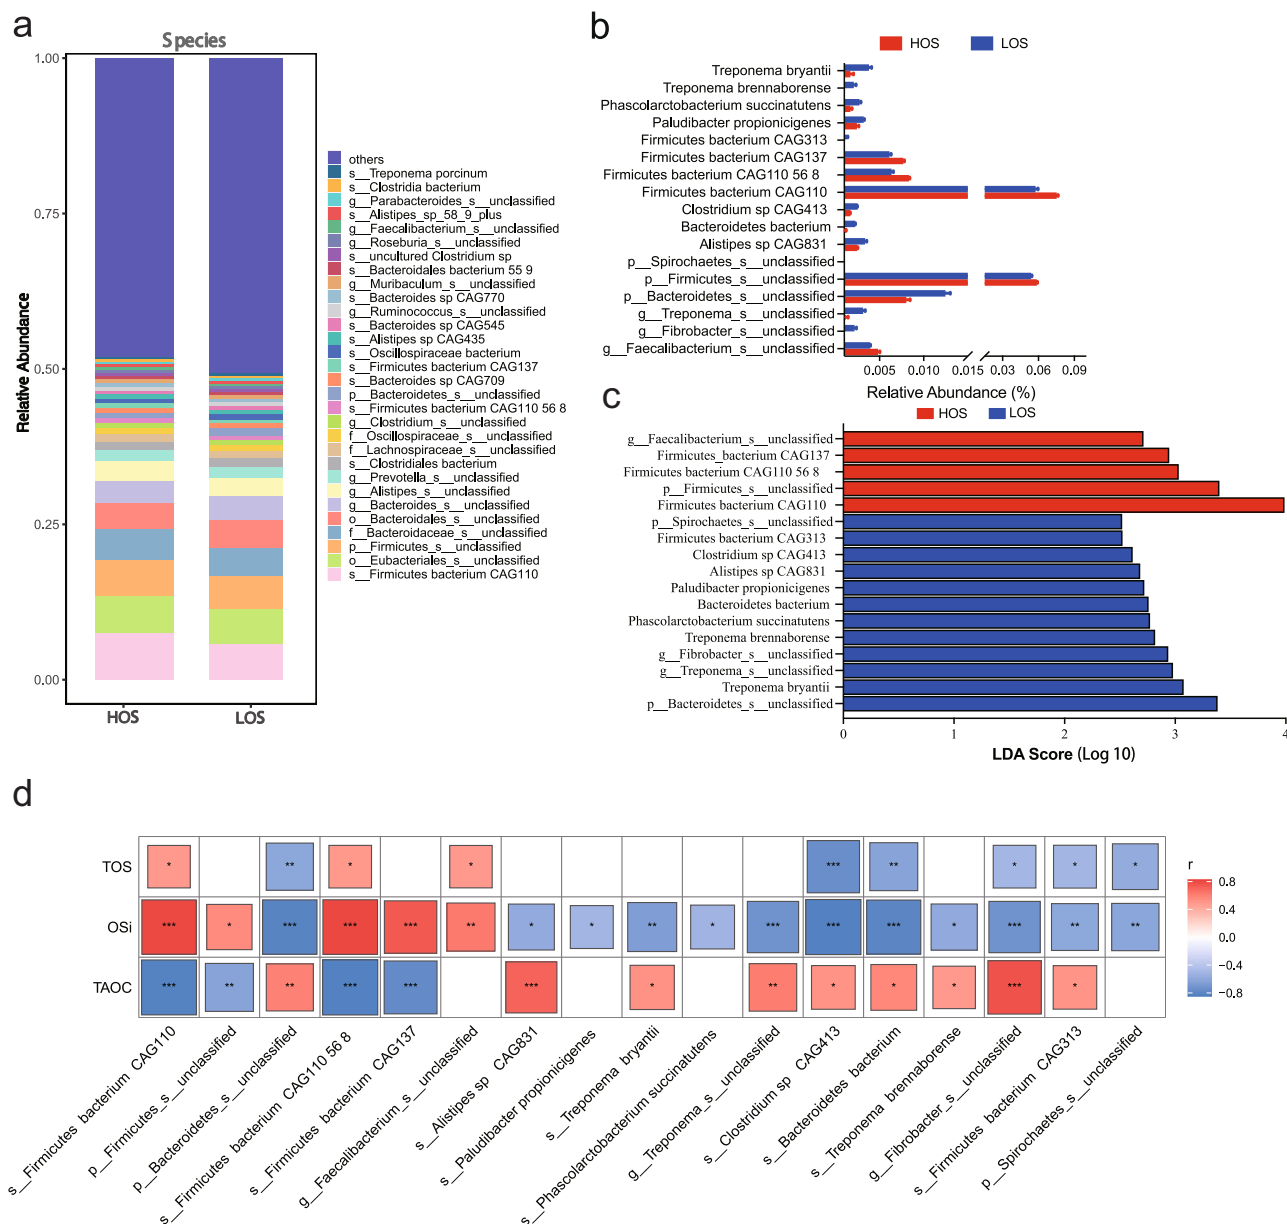 a
Species
1.00
0.75
0.50
0.25
0.00
Relative Abundance
HOS
LOS
others
s__Treponema porcinum
s__Clostridia bacterium
g__Parabacteroides_s__unclassified
s__Alistipes_sp_58_9_plus
g__Faecalibacterium_s__unclassified
g__Roseburia_s__unclassified
s__uncultured Clostridium sp
s__Bacteroidales bacterium 55 9
g__Muribaculum_s__unclassified
s__Bacteroides sp CAG770
g__Ruminococcus_s__unclassified
s__Bacteroides sp CAG545
s__Alistipes sp CAG435
s__Oscillospiraceae bacterium
s__Firmicutes bacterium CAG137
s__Bacteroides sp CAG709
p__Bacteroidetes_s__unclassified
s__Firmicutes bacterium CAG110 56 8
g__Clostridium_s__unclassified
f__Oscillospiraceae_s__unclassified
f__Lachnospiraceae_s__unclassified
s__Clostridiales bacterium
g__Prevotella_s__unclassified
g__Alistipes_s__unclassified
g__Bacteroides_s__unclassified
o__Bacteroidales_s__unclassified
f__Bacteroidaceae_s__unclassified
p__Firmicutes_s__unclassified
o__Eubacteriales_s__unclassified
s__Firmicutes bacterium CAG110
b
HOS LOS
Treponema bryantii
Treponema brennaborense
Phascolarctobacterium succinatutens
Paludibacter propionicigenes
Firmicutes bacterium CAG313
Firmicutes bacterium CAG137
Firmicutes bacterium CAG110 56 8
Firmicutes bacterium CAG110
Clostridium sp CAG413
Bacteroidetes bacterium
Alistipes sp CAG831
p__Spirochaetes_s__unclassified
p__Firmicutes_s__unclassified
p__Bacteroidetes_s__unclassified
g__Treponema_s__unclassified
g__Fibrobacter_s__unclassified
g__Faecalibacterium_s__unclassified
0.005 0.010 0.015 0.03 0.06 0.09
Relative Abundance (%)
c
HOS LOS
g__Faecalibacterium_s__unclassified
Firmicutes_bacterium CAG137
Firmicutes bacterium CAG110 56 8
p__Firmicutes_s__unclassified
Firmicutes bacterium CAG110
p__Spirochaetes_s__unclassified
Firmicutes bacterium CAG313
Clostridium sp CAG413
Alistipes sp CAG831
Paludibacter propionicigenes
Bacteroidetes bacterium
Phascolarctobacterium succinatutens
Treponema brennaborense
g__Fibrobacter_s__unclassified
g__Treponema_s__unclassified
Treponema bryantii
p__Bacteroidetes_s__unclassified
0 1 2 3 4
LDA Score (Log 10)
d
TOS * ** * * *** ** * * *
OSi *** * *** *** *** ** * * ** * *** *** *** * *** ** **
TAOC *** ** ** *** *** *** * ** * * * *** *
r
0.8
0.4
0.0
−0.4
−0.8
s__Firmicutes bacterium CAG110
p__Firmicutes_s__unclassified
p__Bacteroidetes_s__unclassified
s__Firmicutes bacterium CAG110 56 8
s__Firmicutes bacterium CAG137
g__Faecalibacterium_s__unclassified
s__Alistipes sp CAG831
s__Paludibacter propionicigenes
s__Treponema bryantii
s__Phascolarctobacterium succinatutens
g__Treponema_s__unclassified
s__Clostridium sp CAG413
s__Bacteroidetes bacterium
s__Treponema brennaborense
g__Fibrobacter_s__unclassified
s__Firmicutes bacterium CAG313
p__Spirochaetes_s__unclassified